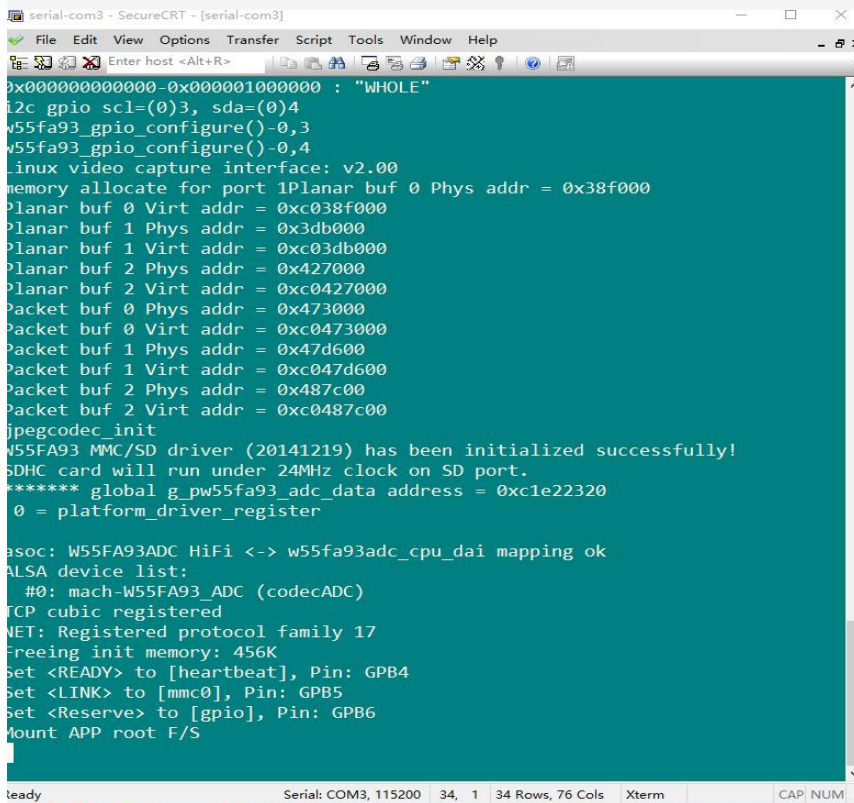 serial-com3 - SecureCRT - [serial-com3]
File Edit View Options Transfer Script Tools Window Help
Enter host <Alt+R>
0x000000000000-0x000001000000 : "WHOLE"
i2c gpio scl=(0)3, sda=(0)4
w55fa93_gpio_configure()-0,3
w55fa93_gpio_configure()-0,4
Linux video capture interface: v2.00
memory allocate for port 1Planar buf 0 Phys addr = 0x38f000
Planar buf 0 Virt addr = 0xc038f000
Planar buf 1 Phys addr = 0x3db000
Planar buf 1 Virt addr = 0xc03db000
Planar buf 2 Phys addr = 0x427000
Planar buf 2 Virt addr = 0xc0427000
Packet buf 0 Phys addr = 0x473000
Packet buf 0 Virt addr = 0xc0473000
Packet buf 1 Phys addr = 0x47d600
Packet buf 1 Virt addr = 0xc047d600
Packet buf 2 Phys addr = 0x487c00
Packet buf 2 Virt addr = 0xc0487c00
jpegcodec_init
W55FA93 MMC/SD driver (20141219) has been initialized successfully!
SDHC card will run under 24MHz clock on SD port.
******* global g_pw55fa93_adc_data address = 0xc1e22320
0 = platform_driver_register
asoc: W55FA93ADC HiFi <-> w55fa93adc_cpu_dai mapping ok
ALSA device list:
#0: mach-W55FA93_ADC (codecADC)
TCP cubic registered
NET: Registered protocol family 17
Freeing init memory: 456K
Set <READY> to [heartbeat], Pin: GPB4
Set <LINK> to [mmc0], Pin: GPB5
Set <Reserve> to [gpio], Pin: GPB6
Mount APP root F/S
Ready Serial: COM3, 115200 34, 1 34 Rows, 76 Cols Xterm CAP NUM